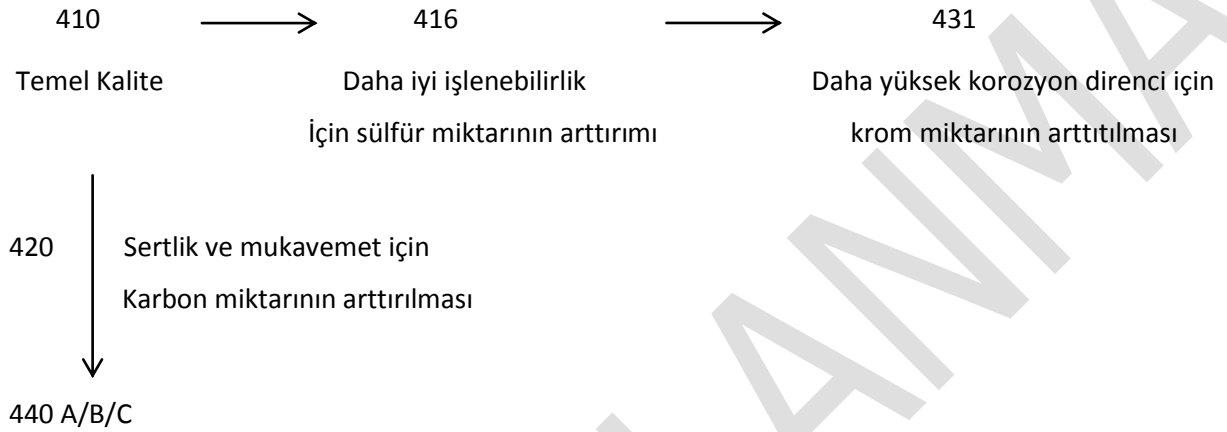 410 416 431
Temel Kalite Daha iyi işlenebilirlik Daha yüksek korozyon direnci için
İçin sülfür miktarının arttırımı krom miktarının arttıtılması
420 Sertlik ve mukavemet için
Karbon miktarının arttırılması
440 A/B/C